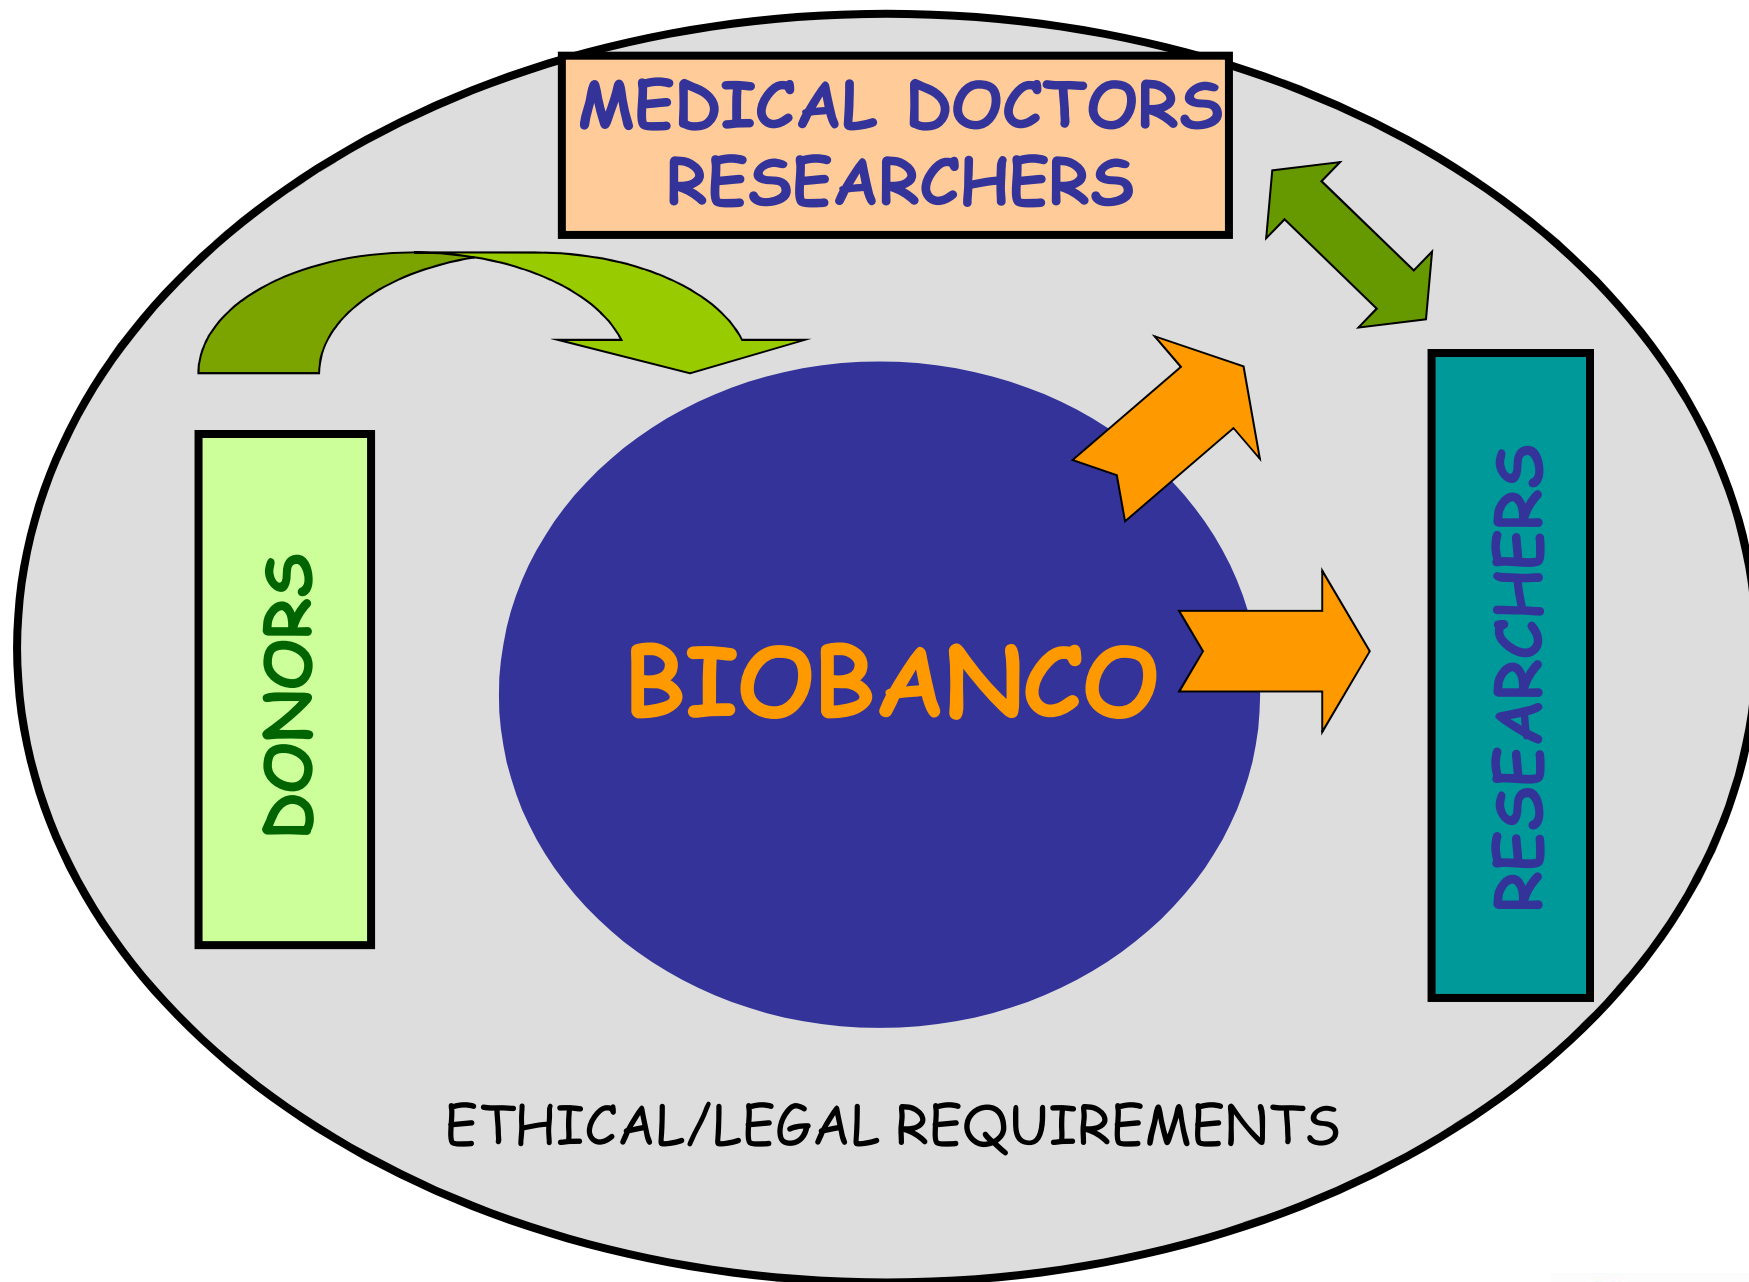 MEDICAL DOCTORS
RESEARCHERS
DONORS
BIOBANCO
RESEARCHERS
ETHICAL/LEGAL REQUIREMENTS